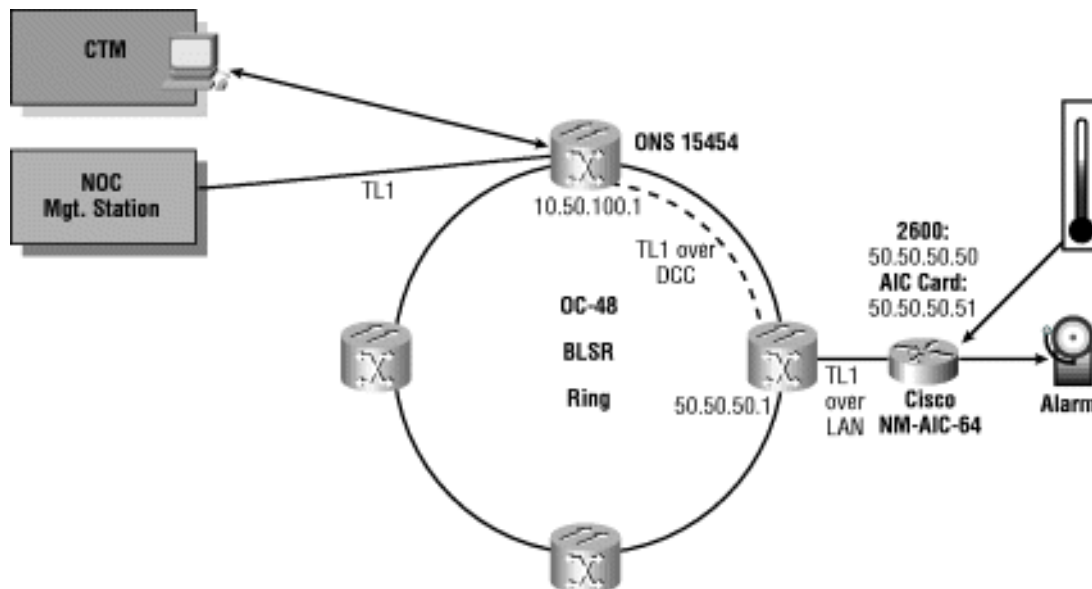 CTM
NOC
Mgt. Station
TL1
ONS 15454
10.50.100.1
TL1 over
DCC
OC-48
BLSR
Ring
50.50.50.1
TL1
over
LAN
2600:
50.50.50.50
AIC Card:
50.50.50.51
Cisco
NM-AIC-64
Alarm